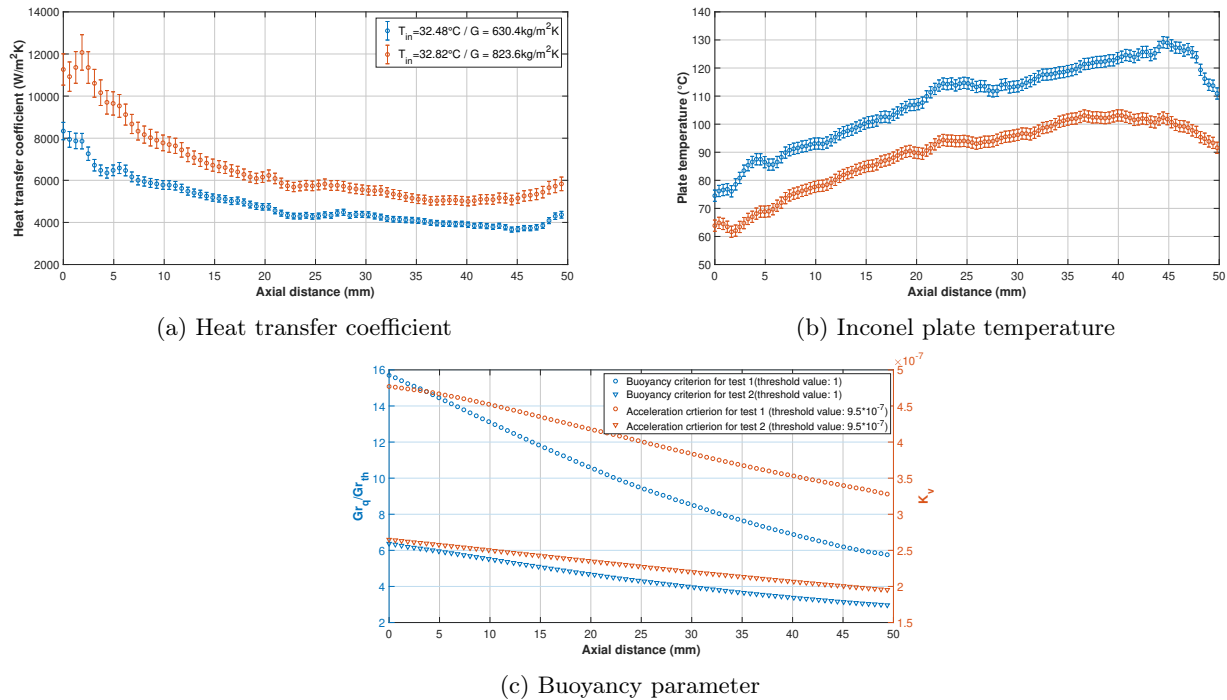 14000
12000
10000
8000
6000
4000
2000
Heat transfer coefficient (W/m²K)
T_in=32.48°C / G = 630.4kg/m²K
T_in=32.82°C / G = 823.6kg/m²K
0 5 10 15 20 25 30 35 40 45 50
Axial distance (mm)
(a) Heat transfer coefficient
140
130
120
110
100
90
80
70
60
50
Plate temperature (°C)
0 5 10 15 20 25 30 35 40 45 50
Axial distance (mm)
(b) Inconel plate temperature
16
14
12
10
8
6
4
2
Gr_q/Gr_th
Buoyancy criterion for test 1(threshold value: 1)
Buoyancy criterion for test 2(threshold value: 1)
Acceleration crtierion for test 1 (threshold value: 9.5*10⁻⁷)
Acceleration crtierion for test 2 (threshold value: 9.5*10⁻⁷)
×10⁻⁷
5
4.5
4
3.5
3
2.5
2
1.5
K_v
0 5 10 15 20 25 30 35 40 45 50
Axial distance (mm)
(c) Buoyancy parameter